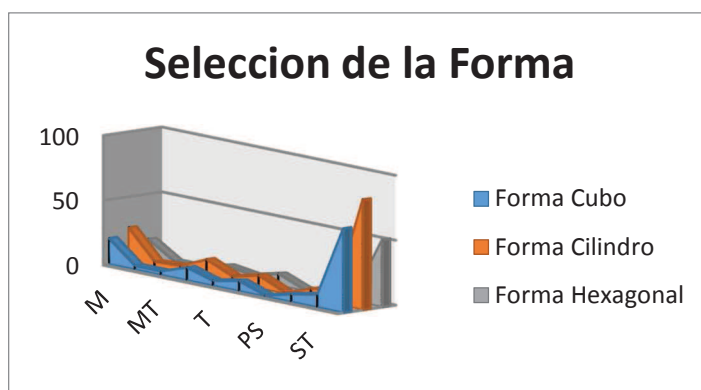 Seleccion de la Forma
100
50
0
M
MT
T
PS
ST
Forma Cubo
Forma Cilindro
Forma Hexagonal